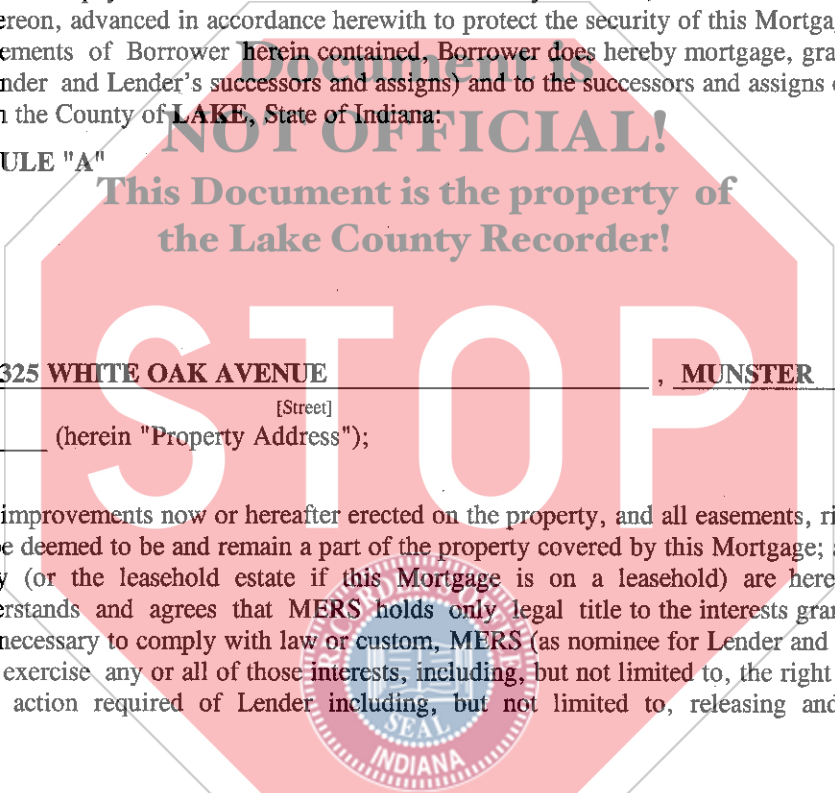 ereon, advanced in accordance herewith to protect the security of this Mortga
ements of Borrower herein contained, Borrower does hereby mortgage, gra
nder and Lender's successors and assigns) and to the successors and assigns
n the County of LAKE, State of Indiana:
Document is
NOT OFFICIAL!
ULE "A"
This Document is the property of
the Lake County Recorder!
STOP
325 WHITE OAK AVENUE , MUNSTER
[Street]
(herein "Property Address");
improvements now or hereafter erected on the property, and all easements, ri
e deemed to be and remain a part of the property covered by this Mortgage;
y (or the leasehold estate if this Mortgage is on a leasehold) are here
erstands and agrees that MERS holds only legal title to the interests gran
necessary to comply with law or custom, MERS (as nominee for Lender and
exercise any or all of those interests, including, but not limited to, the right
action required of Lender including, but not limited to, releasing and
RECORDER'S OFFICE
SEAL
INDIANA